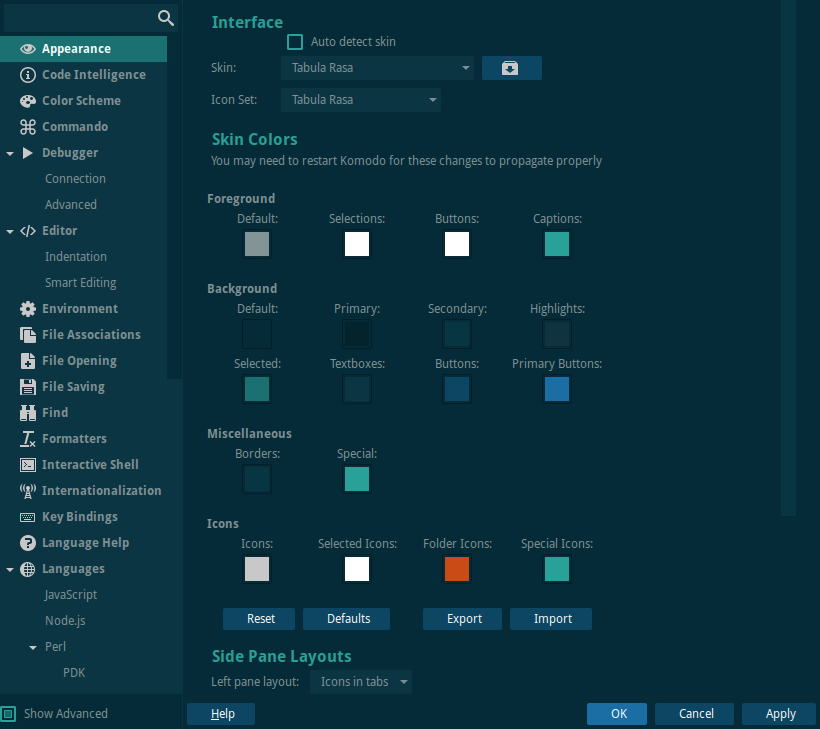 Appearance
Code Intelligence
Color Scheme
Commando
Debugger
Connection
Advanced
Editor
Indentation
Smart Editing
Environment
File Associations
File Opening
File Saving
Find
Formatters
Interactive Shell
Internationalization
Key Bindings
Language Help
Languages
JavaScript
Node.js
Perl
PDK
Show Advanced
Interface
Auto detect skin
Skin: Tabula Rasa
Icon Set: Tabula Rasa
Skin Colors
You may need to restart Komodo for these changes to propagate properly
Foreground
Default: Selections: Buttons: Captions:
Background
Default: Primary: Secondary: Highlights:
Selected: Textboxes: Buttons: Primary Buttons:
Miscellaneous
Borders: Special:
Icons
Icons: Selected Icons: Folder Icons: Special Icons:
Reset Defaults Export Import
Side Pane Layouts
Left pane layout: Icons in tabs
Help OK Cancel Apply